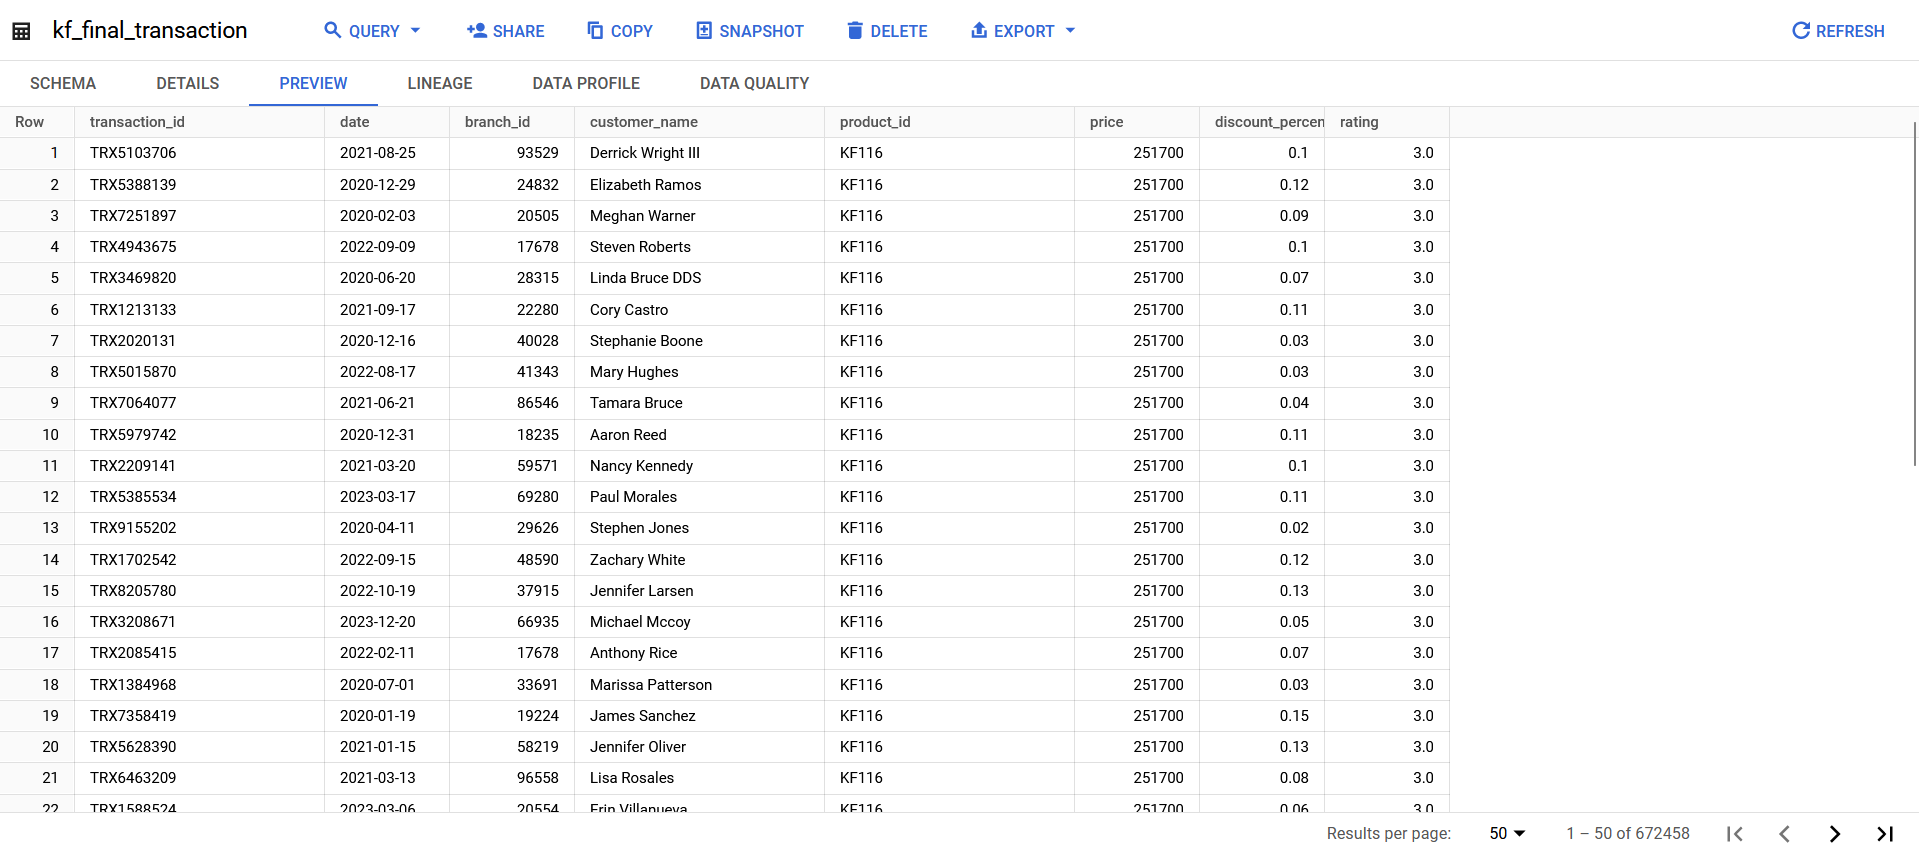 kf_final_transaction QUERY SHARE COPY SNAPSHOT DELETE EXPORT REFRESH
SCHEMA DETAILS PREVIEW LINEAGE DATA PROFILE DATA QUALITY
Row transaction_id date branch_id customer_name product_id price discount_percen rating
1 TRX5103706 2021-08-25 93529 Derrick Wright III KF116 251700 0.1 3.0
2 TRX5388139 2020-12-29 24832 Elizabeth Ramos KF116 251700 0.12 3.0
3 TRX7251897 2020-02-03 20505 Meghan Warner KF116 251700 0.09 3.0
4 TRX4943675 2022-09-09 17678 Steven Roberts KF116 251700 0.1 3.0
5 TRX3469820 2020-06-20 28315 Linda Bruce DDS KF116 251700 0.07 3.0
6 TRX1213133 2021-09-17 22280 Cory Castro KF116 251700 0.11 3.0
7 TRX2020131 2020-12-16 40028 Stephanie Boone KF116 251700 0.03 3.0
8 TRX5015870 2022-08-17 41343 Mary Hughes KF116 251700 0.03 3.0
9 TRX7064077 2021-06-21 86546 Tamara Bruce KF116 251700 0.04 3.0
10 TRX5979742 2020-12-31 18235 Aaron Reed KF116 251700 0.11 3.0
11 TRX2209141 2021-03-20 59571 Nancy Kennedy KF116 251700 0.1 3.0
12 TRX5385534 2023-03-17 69280 Paul Morales KF116 251700 0.11 3.0
13 TRX9155202 2020-04-11 29626 Stephen Jones KF116 251700 0.02 3.0
14 TRX1702542 2022-09-15 48590 Zachary White KF116 251700 0.12 3.0
15 TRX8205780 2022-10-19 37915 Jennifer Larsen KF116 251700 0.13 3.0
16 TRX3208671 2023-12-20 66935 Michael Mccoy KF116 251700 0.05 3.0
17 TRX2085415 2022-02-11 17678 Anthony Rice KF116 251700 0.07 3.0
18 TRX1384968 2020-07-01 33691 Marissa Patterson KF116 251700 0.03 3.0
19 TRX7358419 2020-01-19 19224 James Sanchez KF116 251700 0.15 3.0
20 TRX5628390 2021-01-15 58219 Jennifer Oliver KF116 251700 0.13 3.0
21 TRX6463209 2021-03-13 96558 Lisa Rosales KF116 251700 0.08 3.0
22 TRX1588524 2023-03-06 20554 Erin Villanueva KF116 251700 0.06 3.0
Results per page: 50 1 – 50 of 672458